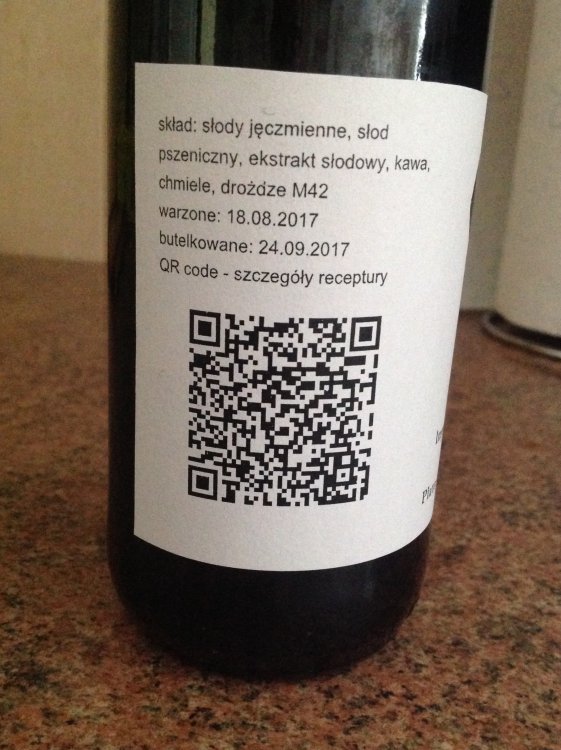 skład: słody jęczmienne, słod
pszeniczny, ekstrakt słodowy, kawa,
chmiele, drożdze M42
warzone: 18.08.2017
butelkowane: 24.09.2017
QR code - szczegóły receptury